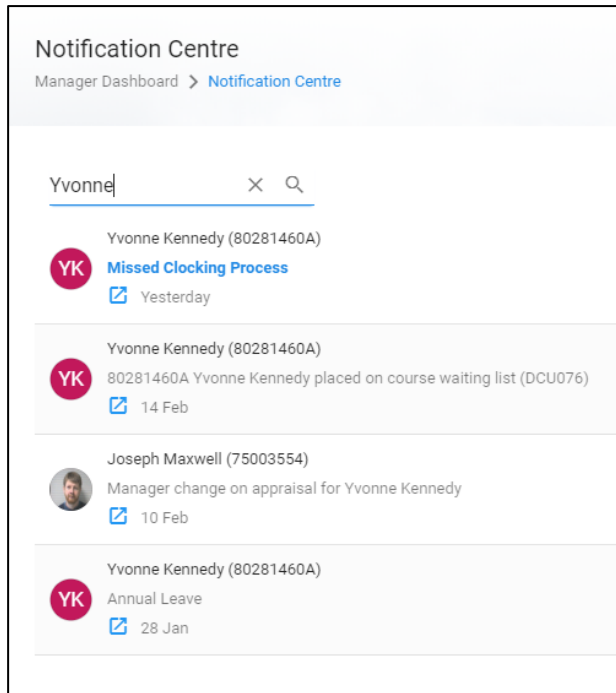 Notification Centre
Manager Dashboard > Notification Centre
Yvonne
Yvonne Kennedy (80281460A)
YK
Missed Clocking Process
Yesterday
Yvonne Kennedy (80281460A)
YK
80281460A Yvonne Kennedy placed on course waiting list (DCU076)
14 Feb
Joseph Maxwell (75003554)
Manager change on appraisal for Yvonne Kennedy
10 Feb
Yvonne Kennedy (80281460A)
YK
Annual Leave
28 Jan